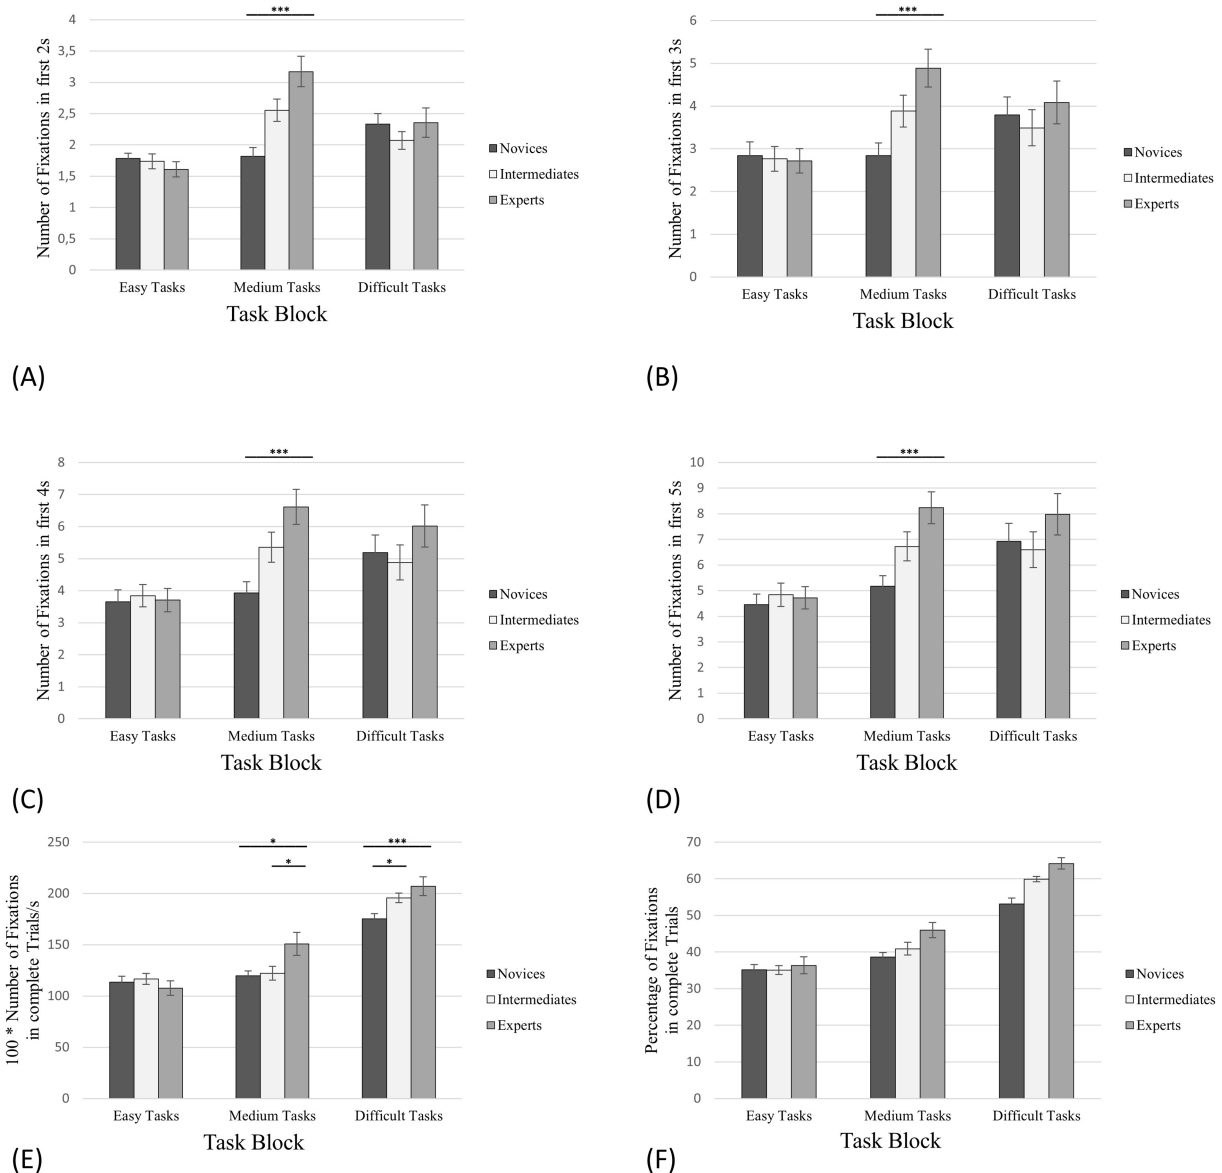 ***
4
3,5
3
2,5
2
1,5
1
0,5
0
Number of Fixations in first 2s
Easy Tasks Medium Tasks Difficult Tasks
Task Block
Novices
Intermediates
Experts
(A)
***
6
5
4
3
2
1
0
Number of Fixations in first 3s
Easy Tasks Medium Tasks Difficult Tasks
Task Block
Novices
Intermediates
Experts
(B)
***
8
7
6
5
4
3
2
1
0
Number of Fixations in first 4s
Easy Tasks Medium Tasks Difficult Tasks
Task Block
Novices
Intermediates
Experts
(C)
***
10
9
8
7
6
5
4
3
2
1
0
Number of Fixations in first 5s
Easy Tasks Medium Tasks Difficult Tasks
Task Block
Novices
Intermediates
Experts
(D)
* ***
* *
250
200
150
100
50
0
100 * Number of Fixations
in complete Trials/s
Easy Tasks Medium Tasks Difficult Tasks
Task Block
Novices
Intermediates
Experts
(E)
70
60
50
40
30
20
10
0
Percentage of Fixations
in complete Trials
Easy Tasks Medium Tasks Difficult Tasks
Task Block
Novices
Intermediates
Experts
(F)